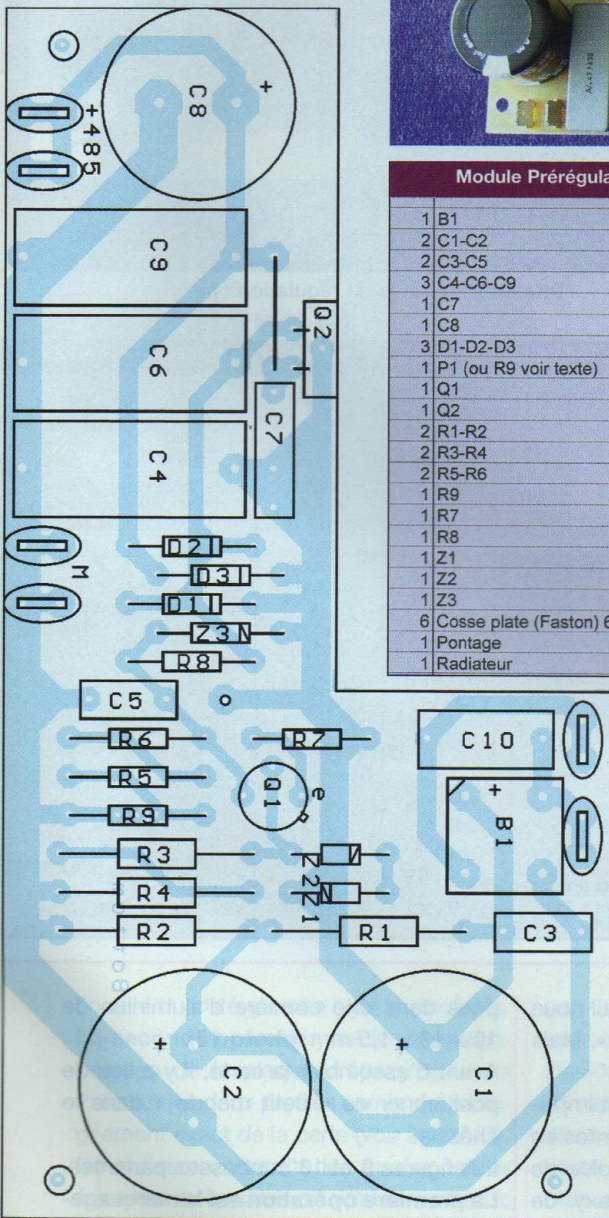 +485
C8
C9
C6
C4
C7
Q2
M
D2
D3
D1
Z3
R8
C5
R6
R5
R9
R3
R4
R2
R7
Q1
e
Z2
Z1
R1
C10
B1
C3
C2
C1
Module Prérégula
1 B1
2 C1-C2
2 C3-C5
3 C4-C6-C9
1 C7
1 C8
3 D1-D2-D3
1 P1 (ou R9 voir texte)
1 Q1
1 Q2
2 R1-R2
2 R3-R4
2 R5-R6
1 R9
1 R7
1 R8
1 Z1
1 Z2
1 Z3
6 Cosse plate (Faston) 6
1 Pontage
1 Radiateur